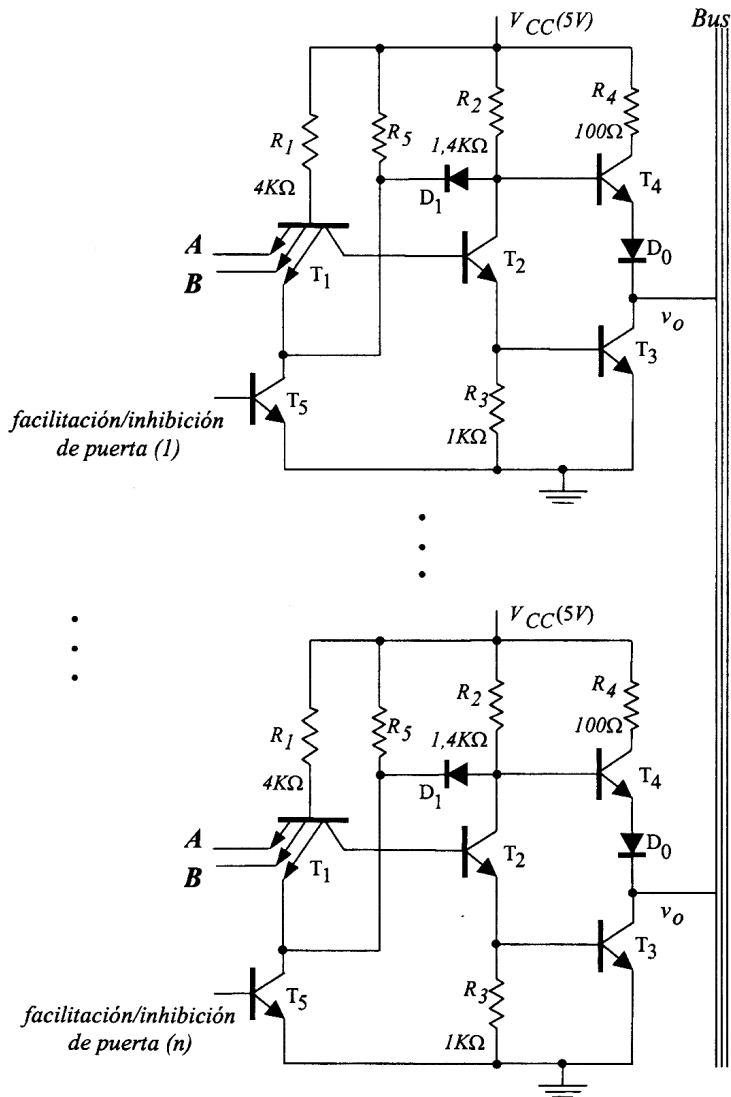 V_CC(5V)
Bus
R_1
4KΩ
R_5
R_2
1,4KΩ
R_4
100Ω
D_1
T_4
D_0
A
B
T_1
T_2
v_o
T_3
T_5
R_3
1KΩ
facilitación/inhibición
de puerta (1)
V_CC(5V)
R_1
4KΩ
R_5
R_2
1,4KΩ
R_4
100Ω
D_1
T_4
D_0
A
B
T_1
T_2
v_o
T_3
T_5
R_3
1KΩ
facilitación/inhibición
de puerta (n)